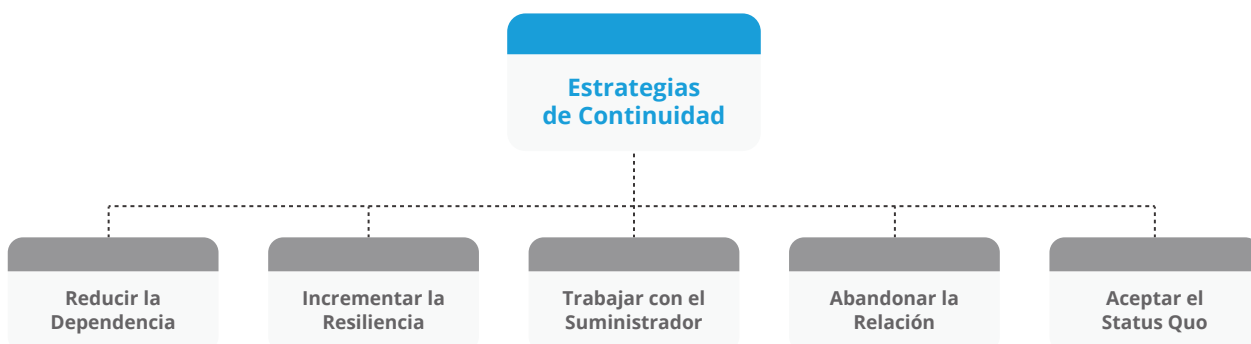 Estrategias
de Continuidad
Reducir la
Dependencia
Incrementar la
Resiliencia
Trabajar con el
Suministrador
Abandonar la
Relación
Aceptar el
Status Quo